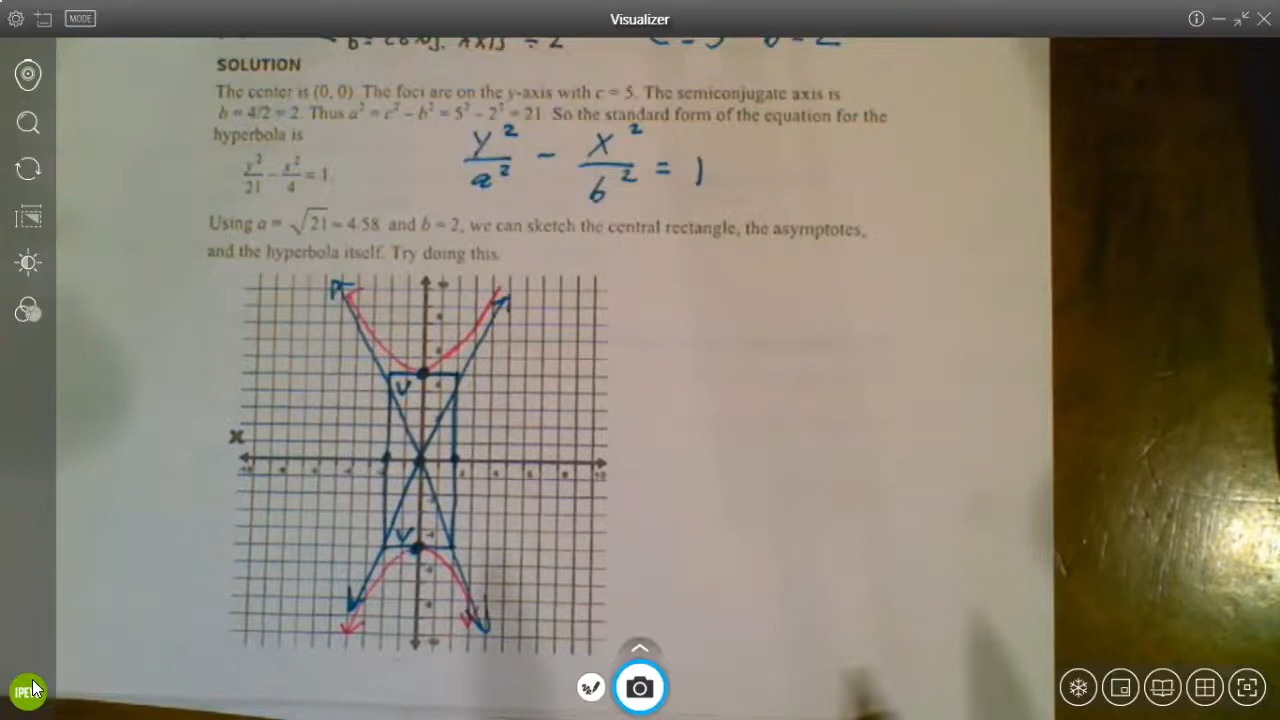 MODE
Visualizer
b = conj. axis ÷ 2
SOLUTION
The center is (0, 0). The foci are on the y-axis with c = 5. The semiconjugate axis is
b = 4/2 = 2. Thus a² = c² − b² = 5² − 2² = 21. So the standard form of the equation for the
hyperbola is
y²/21 − x²/4 = 1.
y²/a² − x²/b² = 1
Using a = √21 ≈ 4.58 and b = 2, we can sketch the central rectangle, the asymptotes,
and the hyperbola itself. Try doing this.
V
X
V